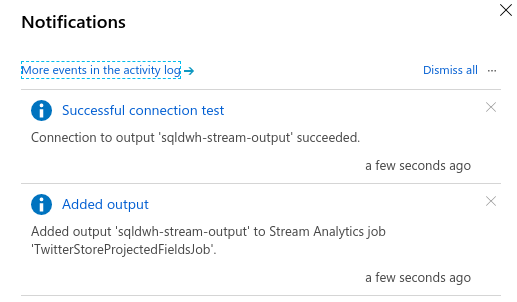 Notifications
More events in the activity log →
Dismiss all ...
Successful connection test
Connection to output 'sqldwh-stream-output' succeeded.
a few seconds ago
Added output
Added output 'sqldwh-stream-output' to Stream Analytics job
'TwitterStoreProjectedFieldsJob'.
a few seconds ago